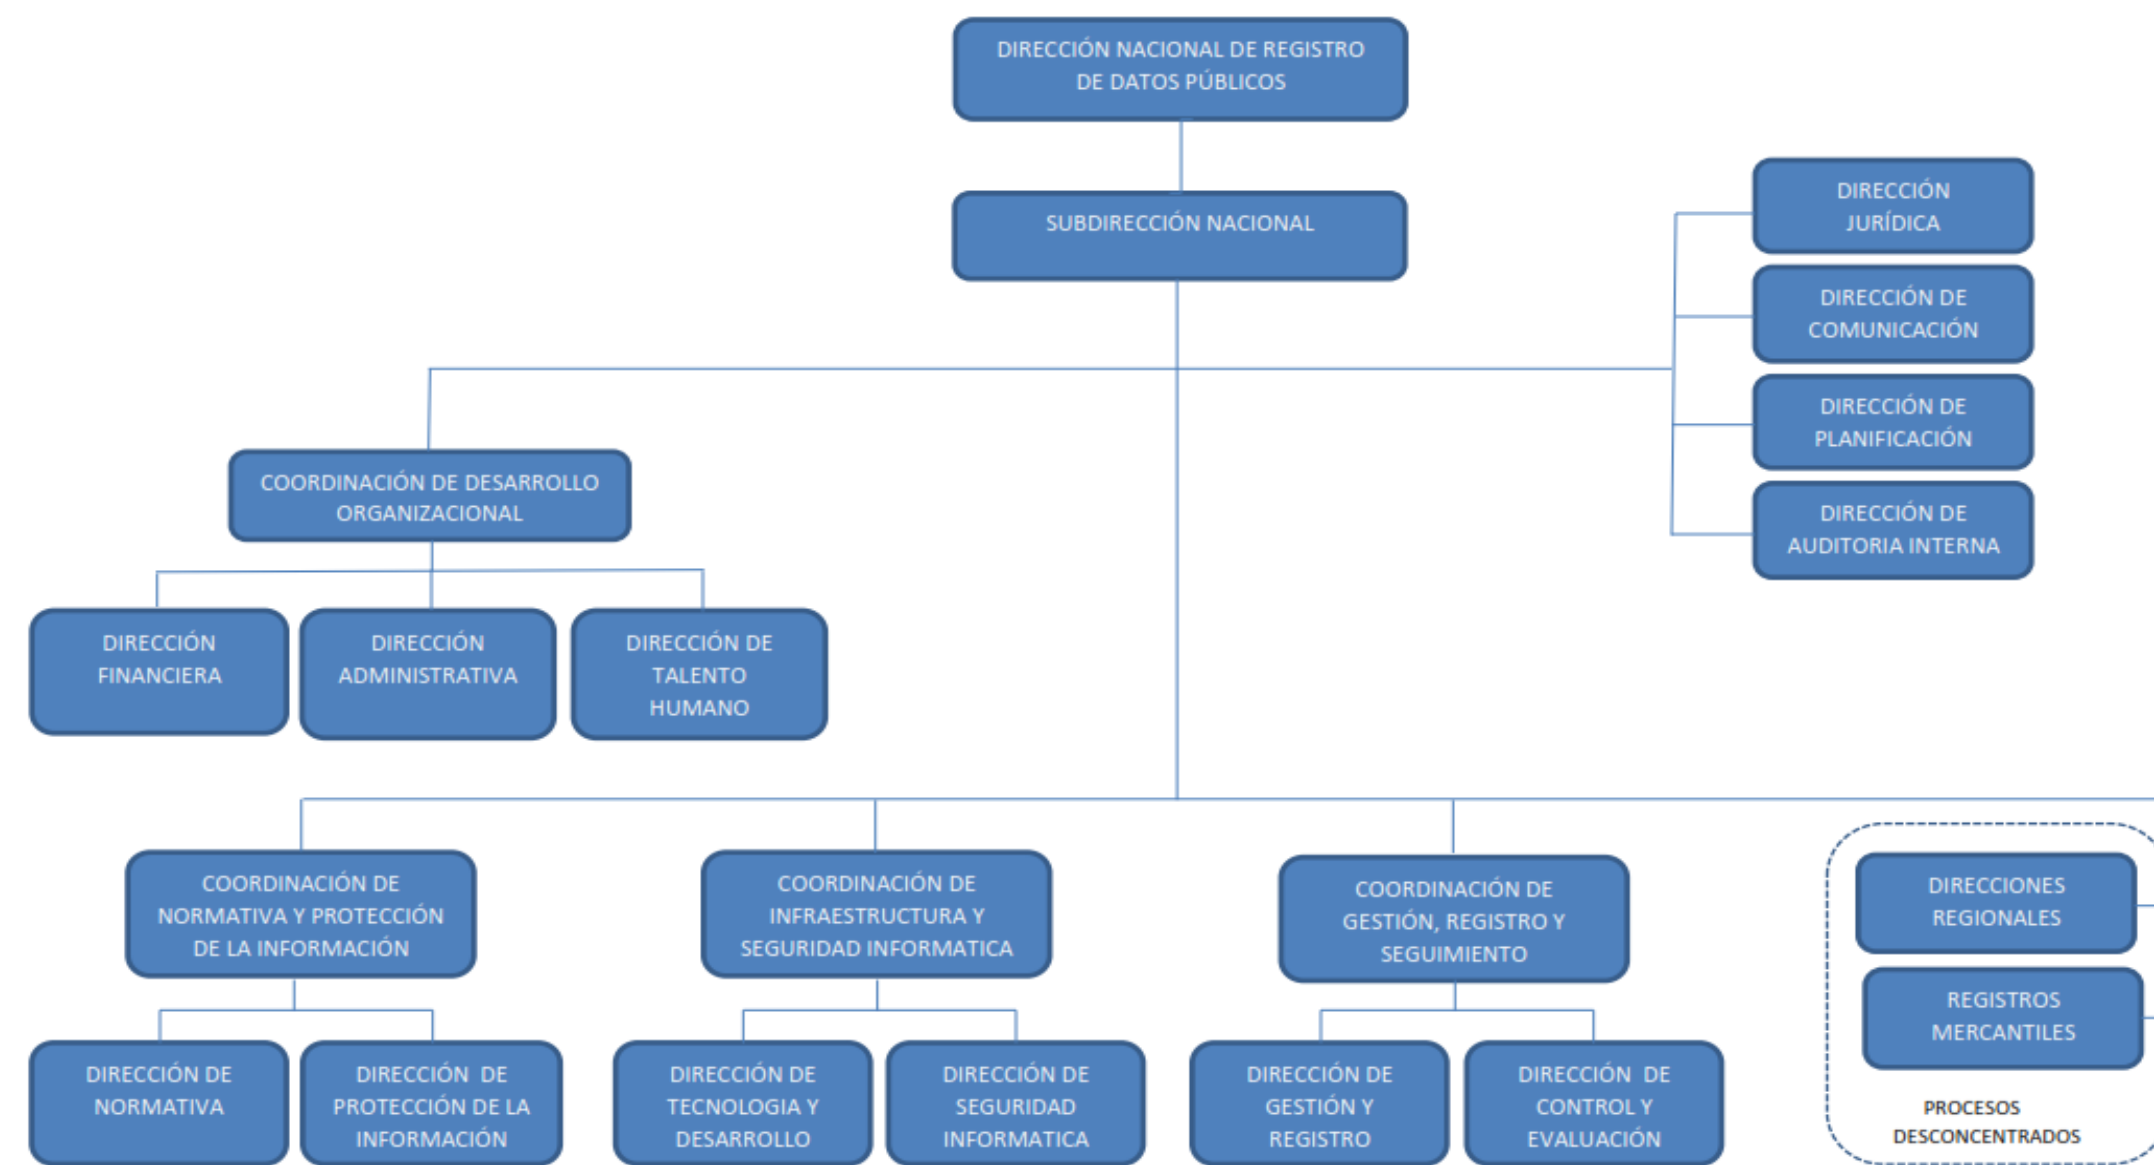 DIRECCIÓN NACIONAL DE REGISTRO
DE DATOS PÚBLICOS
SUBDIRECCIÓN NACIONAL
DIRECCIÓN
JURÍDICA
DIRECCIÓN DE
COMUNICACIÓN
DIRECCIÓN DE
PLANIFICACIÓN
DIRECCIÓN DE
AUDITORIA INTERNA
COORDINACIÓN DE DESARROLLO
ORGANIZACIONAL
DIRECCIÓN
FINANCIERA
DIRECCIÓN
ADMINISTRATIVA
DIRECCIÓN DE
TALENTO
HUMANO
COORDINACIÓN DE
NORMATIVA Y PROTECCIÓN
DE LA INFORMACIÓN
COORDINACIÓN DE
INFRAESTRUCTURA Y
SEGURIDAD INFORMATICA
COORDINACIÓN DE
GESTIÓN, REGISTRO Y
SEGUIMIENTO
DIRECCIONES
REGIONALES
REGISTROS
MERCANTILES
PROCESOS
DESCONCENTRADOS
DIRECCIÓN DE
NORMATIVA
DIRECCIÓN DE
PROTECCIÓN DE LA
INFORMACIÓN
DIRECCIÓN DE
TECNOLOGIA Y
DESARROLLO
DIRECCIÓN DE
SEGURIDAD
INFORMATICA
DIRECCIÓN DE
GESTIÓN Y
REGISTRO
DIRECCIÓN DE
CONTROL Y
EVALUACIÓN